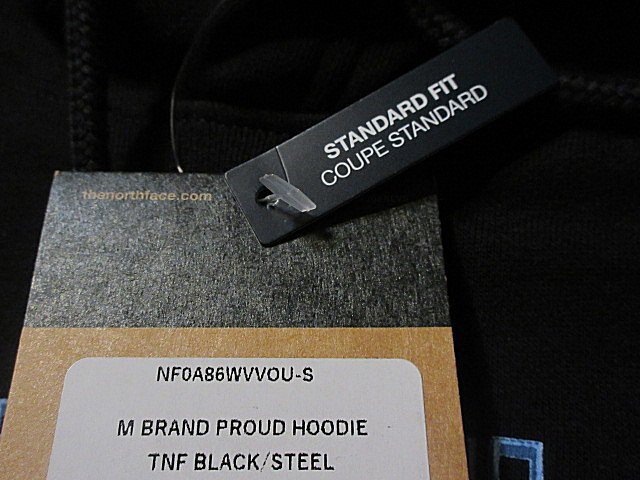 STANDARD FIT
COUPE STANDARD
thenorthface.com
NF0A86WVVOU-S
M BRAND PROUD HOODIE
TNF BLACK/STEEL